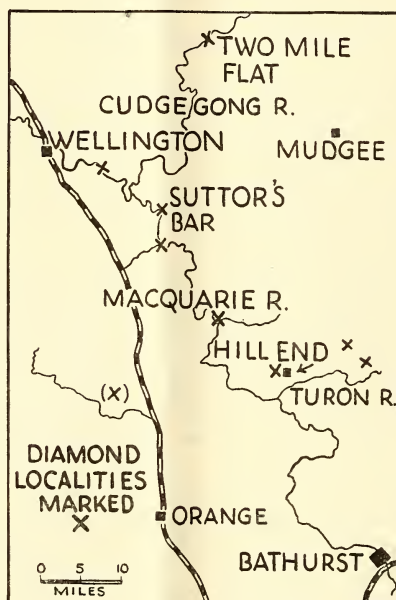 TWO MILE
FLAT
CUDGEGONG R.
WELLINGTON
MUDGEE
SUTTOR'S
BAR
MACQUARIE R.
HILL END
TURON R.
(X)
DIAMOND
LOCALITIES
MARKED
X
ORANGE
BATHURST
0 5 10
MILES